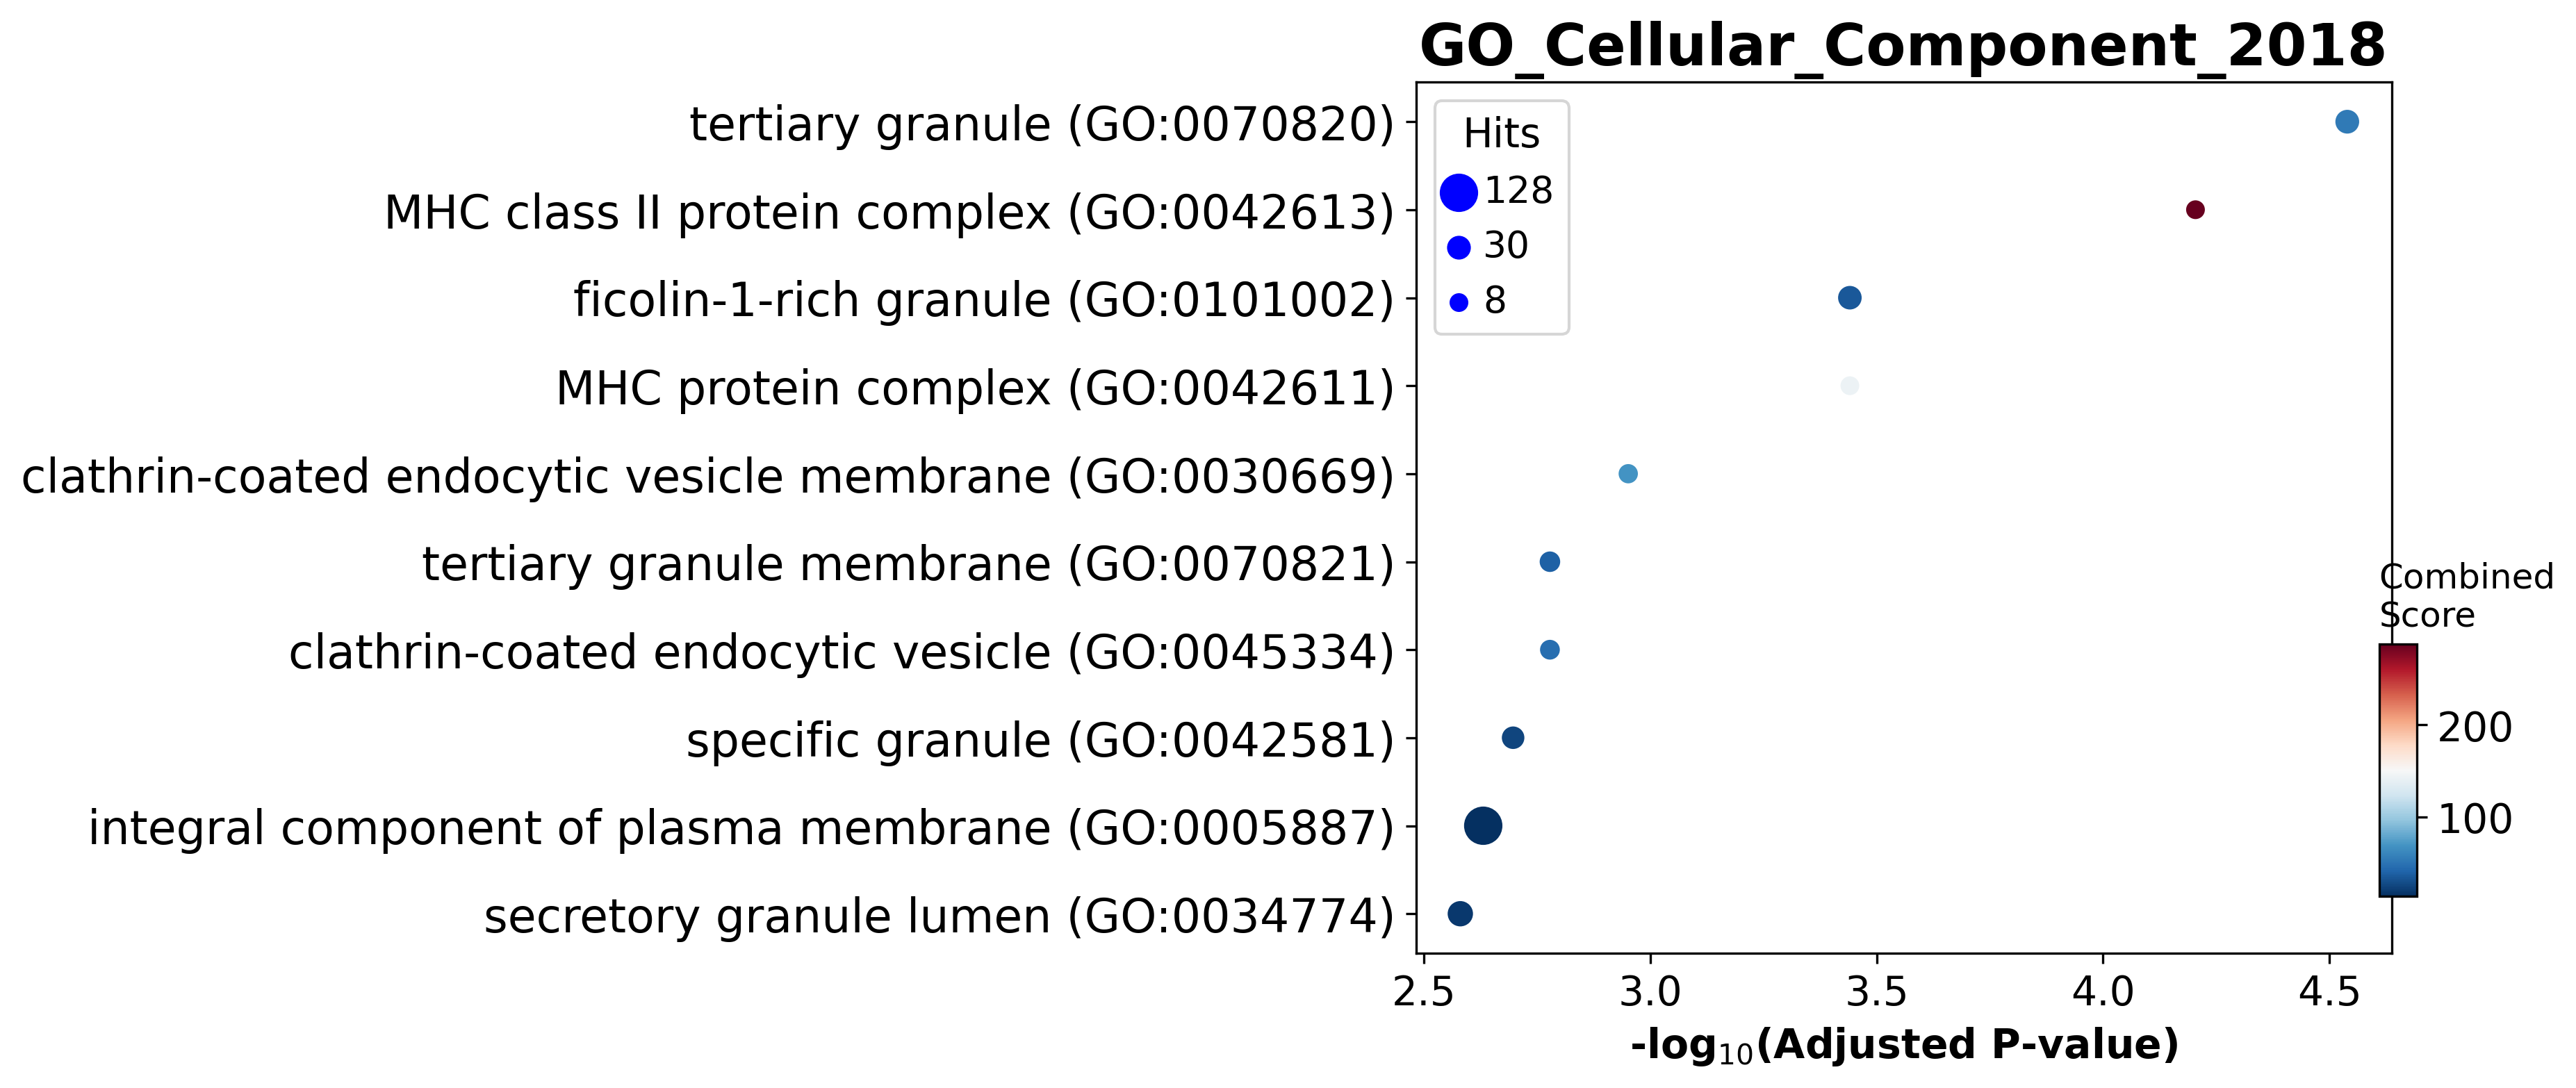 GO_Cellular_Component_2018
tertiary granule (GO:0070820)
MHC class II protein complex (GO:0042613)
ficolin-1-rich granule (GO:0101002)
MHC protein complex (GO:0042611)
clathrin-coated endocytic vesicle membrane (GO:0030669)
tertiary granule membrane (GO:0070821)
clathrin-coated endocytic vesicle (GO:0045334)
specific granule (GO:0042581)
integral component of plasma membrane (GO:0005887)
secretory granule lumen (GO:0034774)
Hits
128
30
8
Combined
Score
200
100
2.5 3.0 3.5 4.0 4.5
-log₁₀(Adjusted P-value)